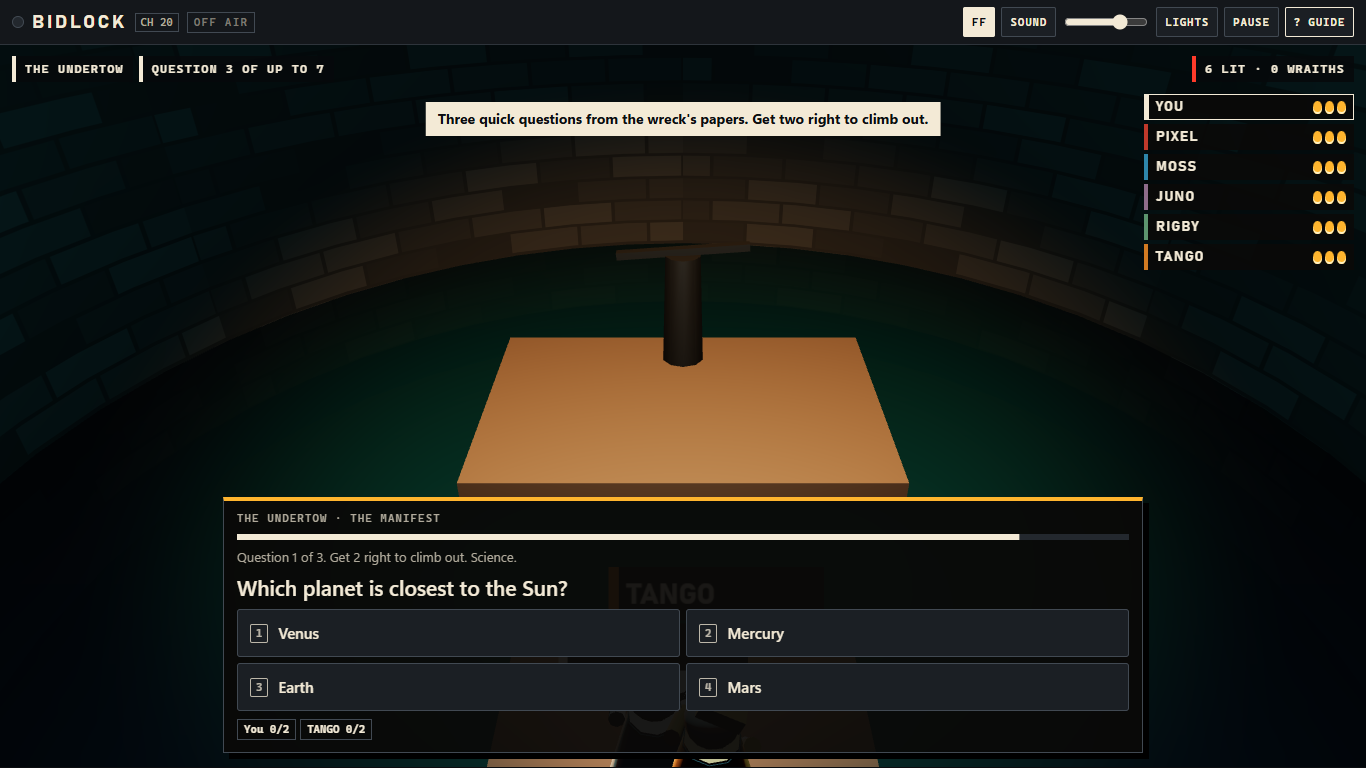 BIDLOCK CH 20 OFF AIR FF SOUND LIGHTS PAUSE ? GUIDE
THE UNDERTOW QUESTION 3 OF UP TO 7 6 LIT · 0 WRAITHS
Three quick questions from the wreck's papers. Get two right to climb out.
YOU
PIXEL
MOSS
JUNO
RIGBY
TANGO
THE UNDERTOW · THE MANIFEST
Question 1 of 3. Get 2 right to climb out. Science.
Which planet is closest to the Sun?
TANGO
1 Venus
2 Mercury
3 Earth
4 Mars
You 0/2 TANGO 0/2